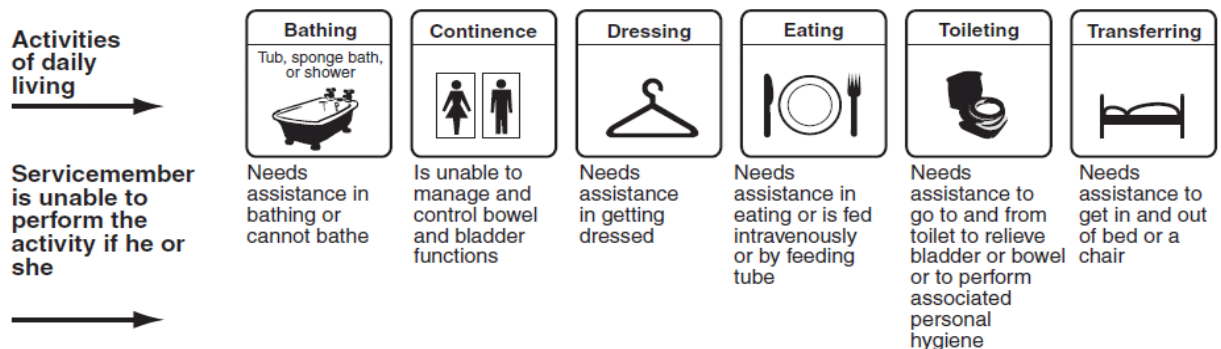 Activities
of daily
living
Bathing
Tub, sponge bath,
or shower
Continence
Dressing
Eating
Toileting
Transferring
Servicemember
is unable to
perform the
activity if he or
she
Needs
assistance in
bathing or
cannot bathe
Is unable to
manage and
control bowel
and bladder
functions
Needs
assistance
in getting
dressed
Needs
assistance in
eating or is fed
intravenously
or by feeding
tube
Needs
assistance to
go to and from
toilet to relieve
bladder or bowel
or to perform
associated
personal
hygiene
Needs
assistance to
get in and out
of bed or a
chair